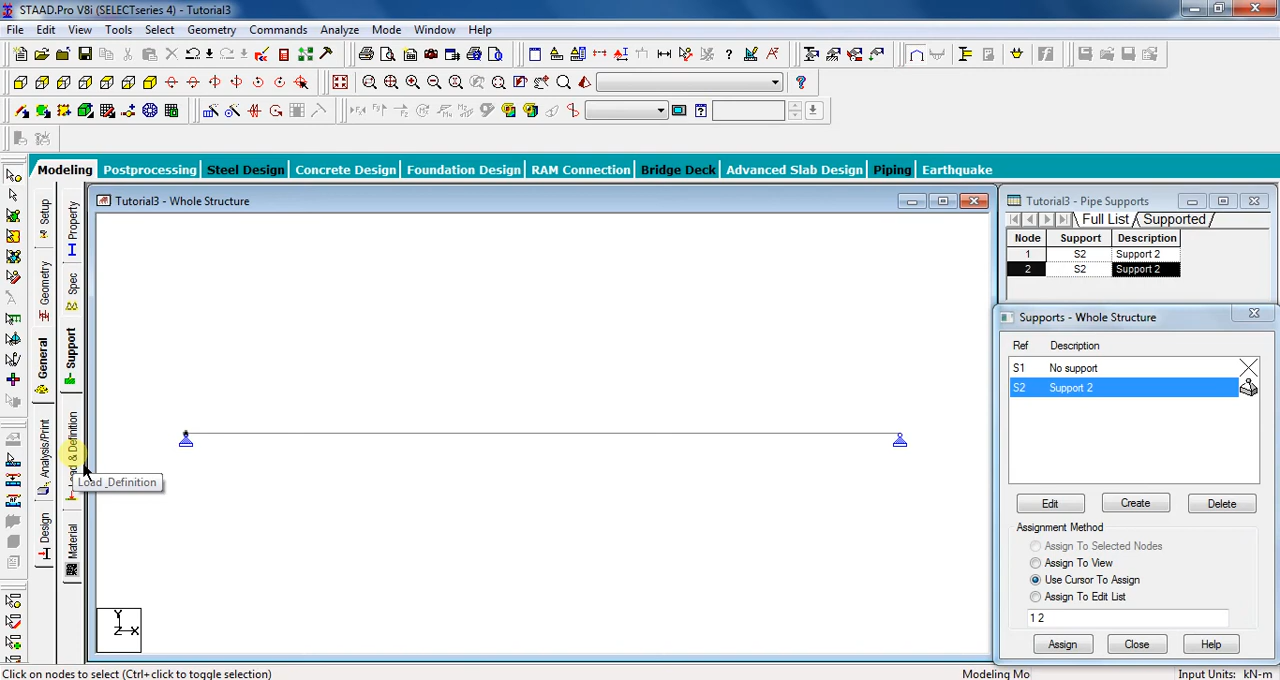 STAAD.Pro V8i (SELECTseries 4) - Tutorial3
File Edit View Tools Select Geometry Commands Analyze Mode Window Help
Modeling Postprocessing Steel Design Concrete Design Foundation Design RAM Connection Bridge Deck Advanced Slab Design Piping Earthquake
Setup
Geometry
General
Analysis/Print
Design
Property
Spec
Support
Load & Definition
Material
Tutorial3 - Whole Structure
Load_Definition
Y
Z X
Tutorial3 - Pipe Supports
Full List Supported
Node Support Description
1 S2 Support 2
2 S2 Support 2
Supports - Whole Structure
Ref Description
S1 No support
S2 Support 2
Edit Create Delete
Assignment Method
Assign To Selected Nodes
Assign To View
Use Cursor To Assign
Assign To Edit List
1 2
Assign Close Help
Click on nodes to select (Ctrl+click to toggle selection)
Modeling Mo
Input Units: kN-m